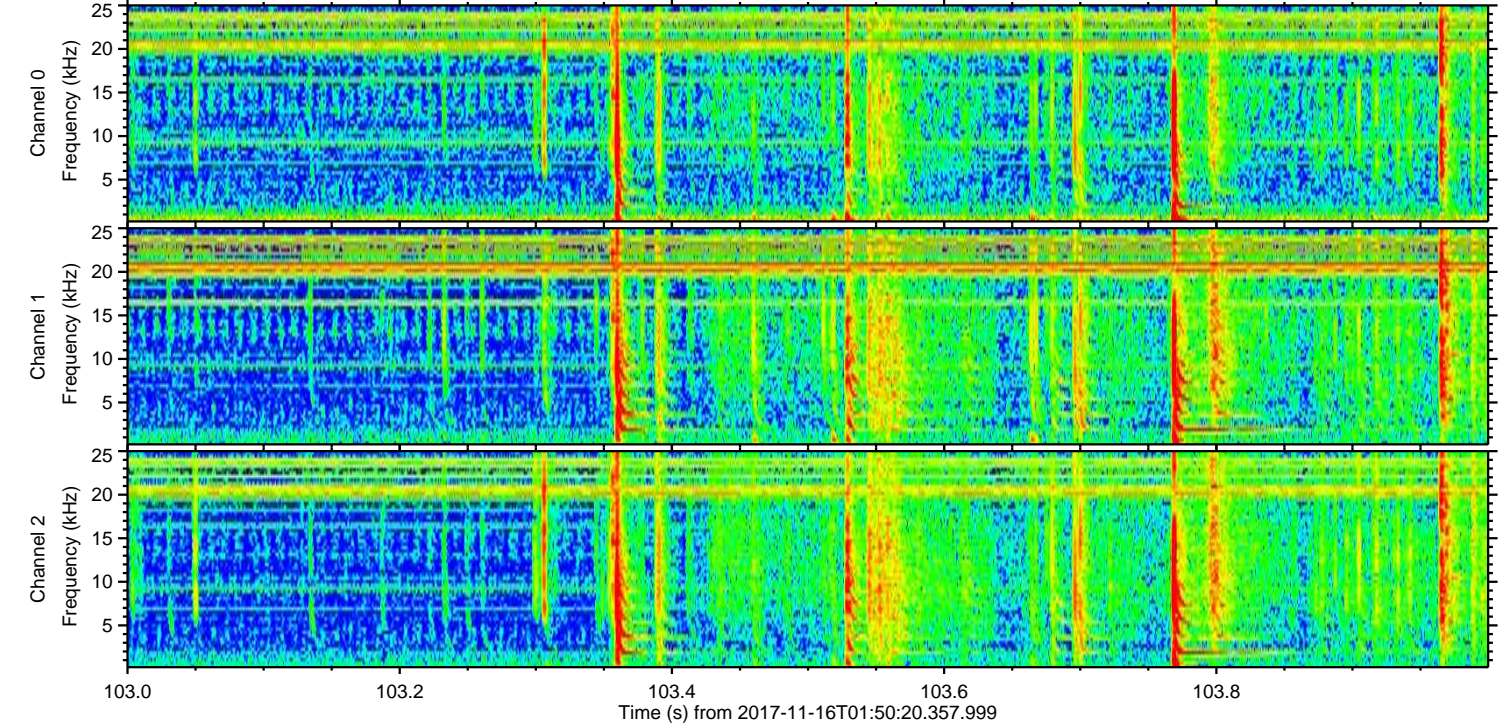 25
20
15
10
5
Channel 0
Frequency (kHz)
25
20
15
10
5
Channel 1
Frequency (kHz)
25
20
15
10
5
Channel 2
Frequency (kHz)
103.0 103.2 103.4 103.6 103.8
Time (s) from 2017-11-16T01:50:20.357.999